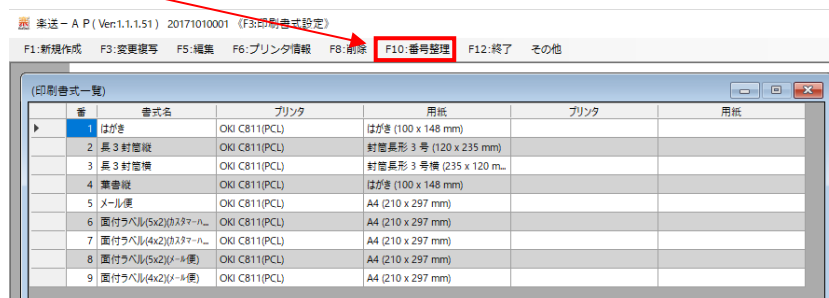 楽送－ＡＰ( Ver:1.1.1.51 ) 20171010001 《F3:印刷書式設定》
F1:新規作成 F3:変更複写 F5:編集 F6:プリンタ情報 F8:削除 F10:番号整理 F12:終了 その他
(印刷書式一覧)
番 書式名 プリンタ 用紙 プリンタ 用紙
1 はがき OKI C811(PCL) はがき (100 x 148 mm)
2 長３封筒縦 OKI C811(PCL) 封筒長形 3 号 (120 x 235 mm)
3 長３封筒横 OKI C811(PCL) 封筒長形 3 号横 (235 x 120 m...
4 葉書縦 OKI C811(PCL) はがき (100 x 148 mm)
5 メール便 OKI C811(PCL) A4 (210 x 297 mm)
6 面付ラベル(5x2)(ｶｽﾀﾏｰﾊ... OKI C811(PCL) A4 (210 x 297 mm)
7 面付ラベル(4x2)(ｶｽﾀﾏｰﾊ... OKI C811(PCL) A4 (210 x 297 mm)
8 面付ラベル(5x2)(ﾒｰﾙ便) OKI C811(PCL) A4 (210 x 297 mm)
9 面付ラベル(4x2)(ﾒｰﾙ便) OKI C811(PCL) A4 (210 x 297 mm)